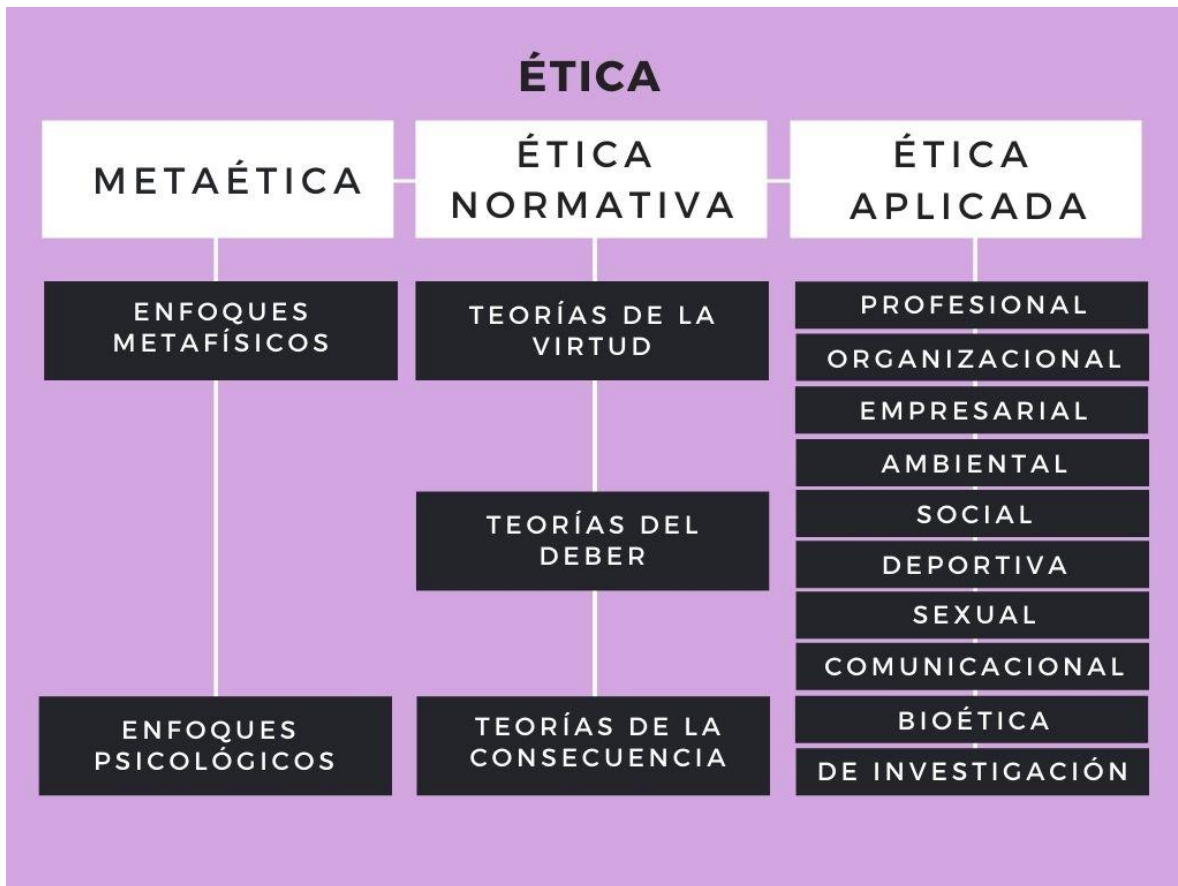 ÉTICA
METAÉTICA
ENFOQUES
METAFÍSICOS
ENFOQUES
PSICOLÓGICOS
ÉTICA
NORMATIVA
TEORÍAS DE LA
VIRTUD
TEORÍAS DEL
DEBER
TEORÍAS DE LA
CONSECUENCIA
ÉTICA
APLICADA
PROFESIONAL
ORGANIZACIONAL
EMPRESARIAL
AMBIENTAL
SOCIAL
DEPORTIVA
SEXUAL
COMUNICACIONAL
BIOÉTICA
DE INVESTIGACIÓN